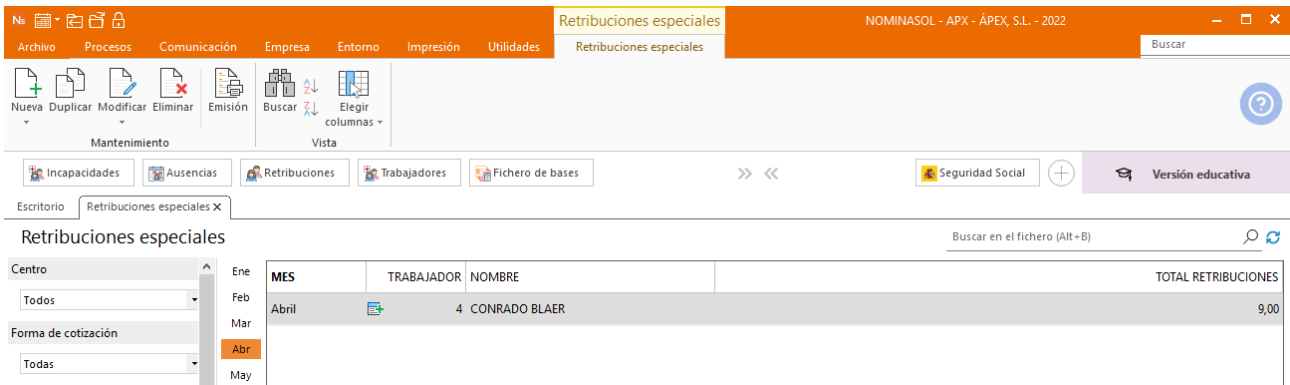 Ns Retribuciones especiales NOMINASOL - APX - ÁPEX, S.L. - 2022
Archivo Procesos Comunicación Empresa Entorno Impresión Utilidades Retribuciones especiales Buscar
Nueva Duplicar Modificar Eliminar Emisión Buscar Elegir
columnas
Mantenimiento Vista
Incapacidades Ausencias Retribuciones Trabajadores Fichero de bases Seguridad Social Versión educativa
Escritorio Retribuciones especiales X
Retribuciones especiales Buscar en el fichero (Alt+B)
Centro Ene MES TRABAJADOR NOMBRE TOTAL RETRIBUCIONES
Todos Feb Abril 4 CONRADO BLAER 9,00
Forma de cotización Mar
Abr
Todas May